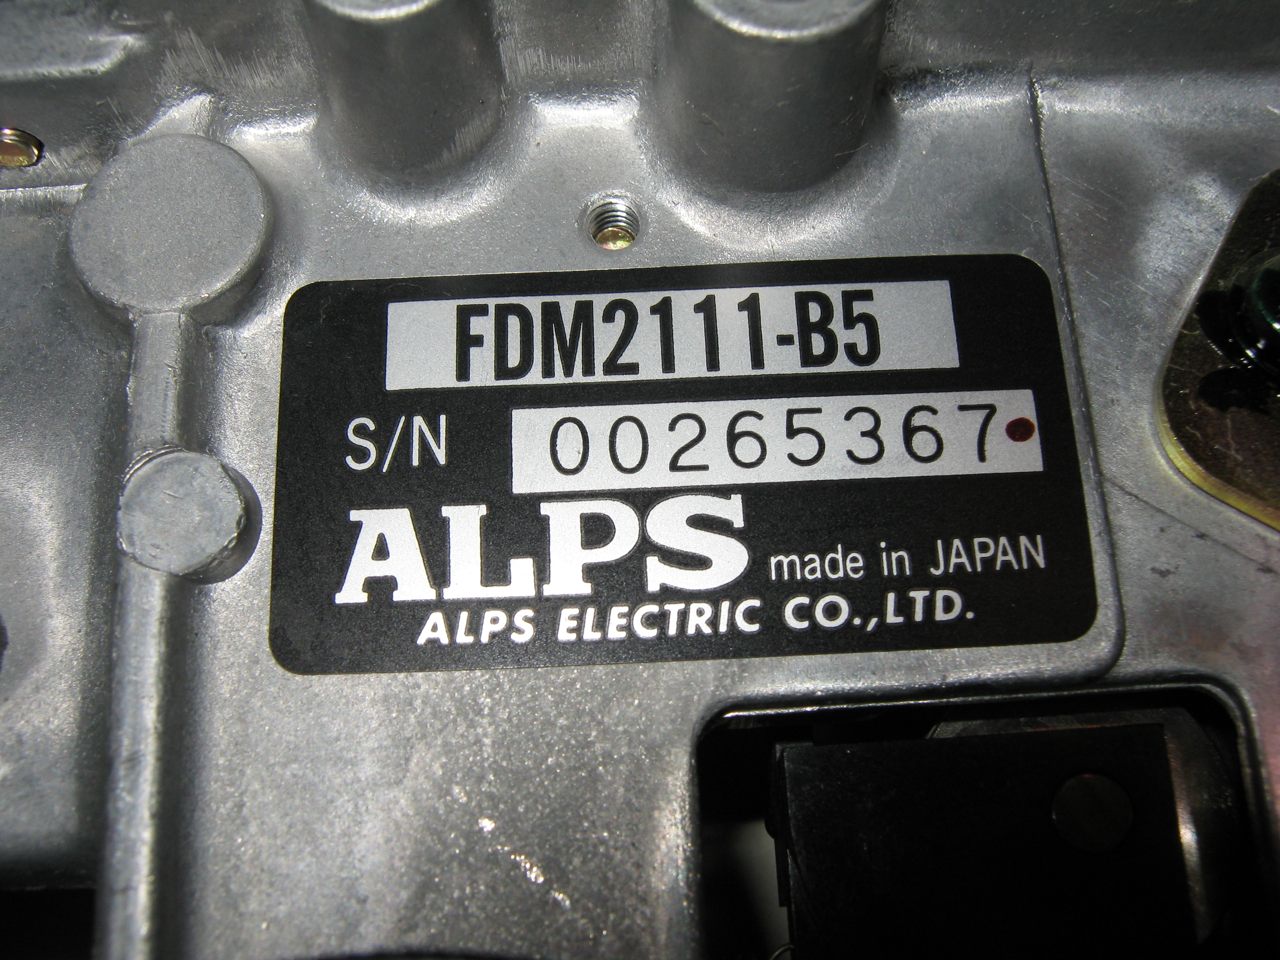 FDM2111-B5
S/N 00265367
ALPS made in JAPAN
ALPS ELECTRIC CO.,LTD.